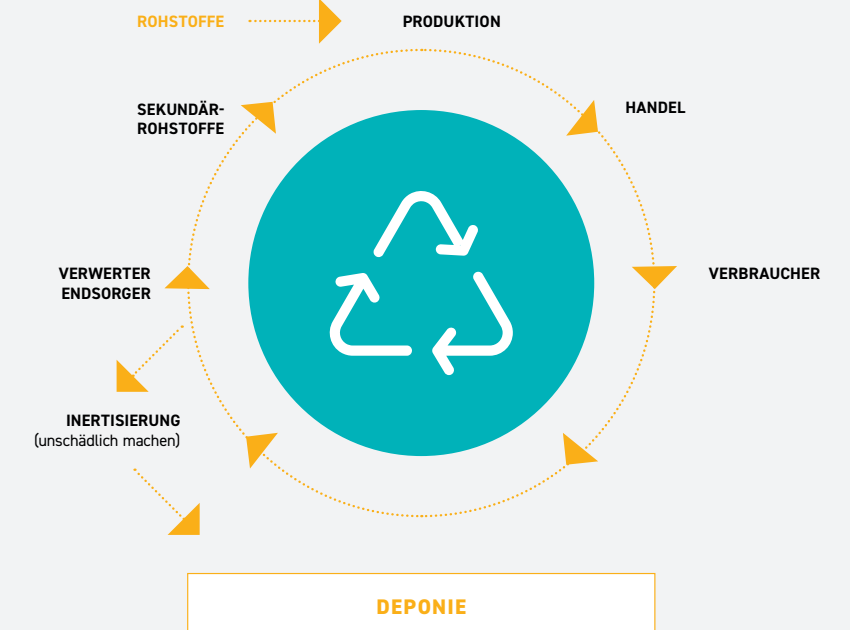 ROHSTOFFE
PRODUKTION
SEKUNDÄR-
ROHSTOFFE
HANDEL
VERWERTER
ENDSORGER
VERBRAUCHER
INERTISIERUNG
(unschädlich machen)
DEPONIE